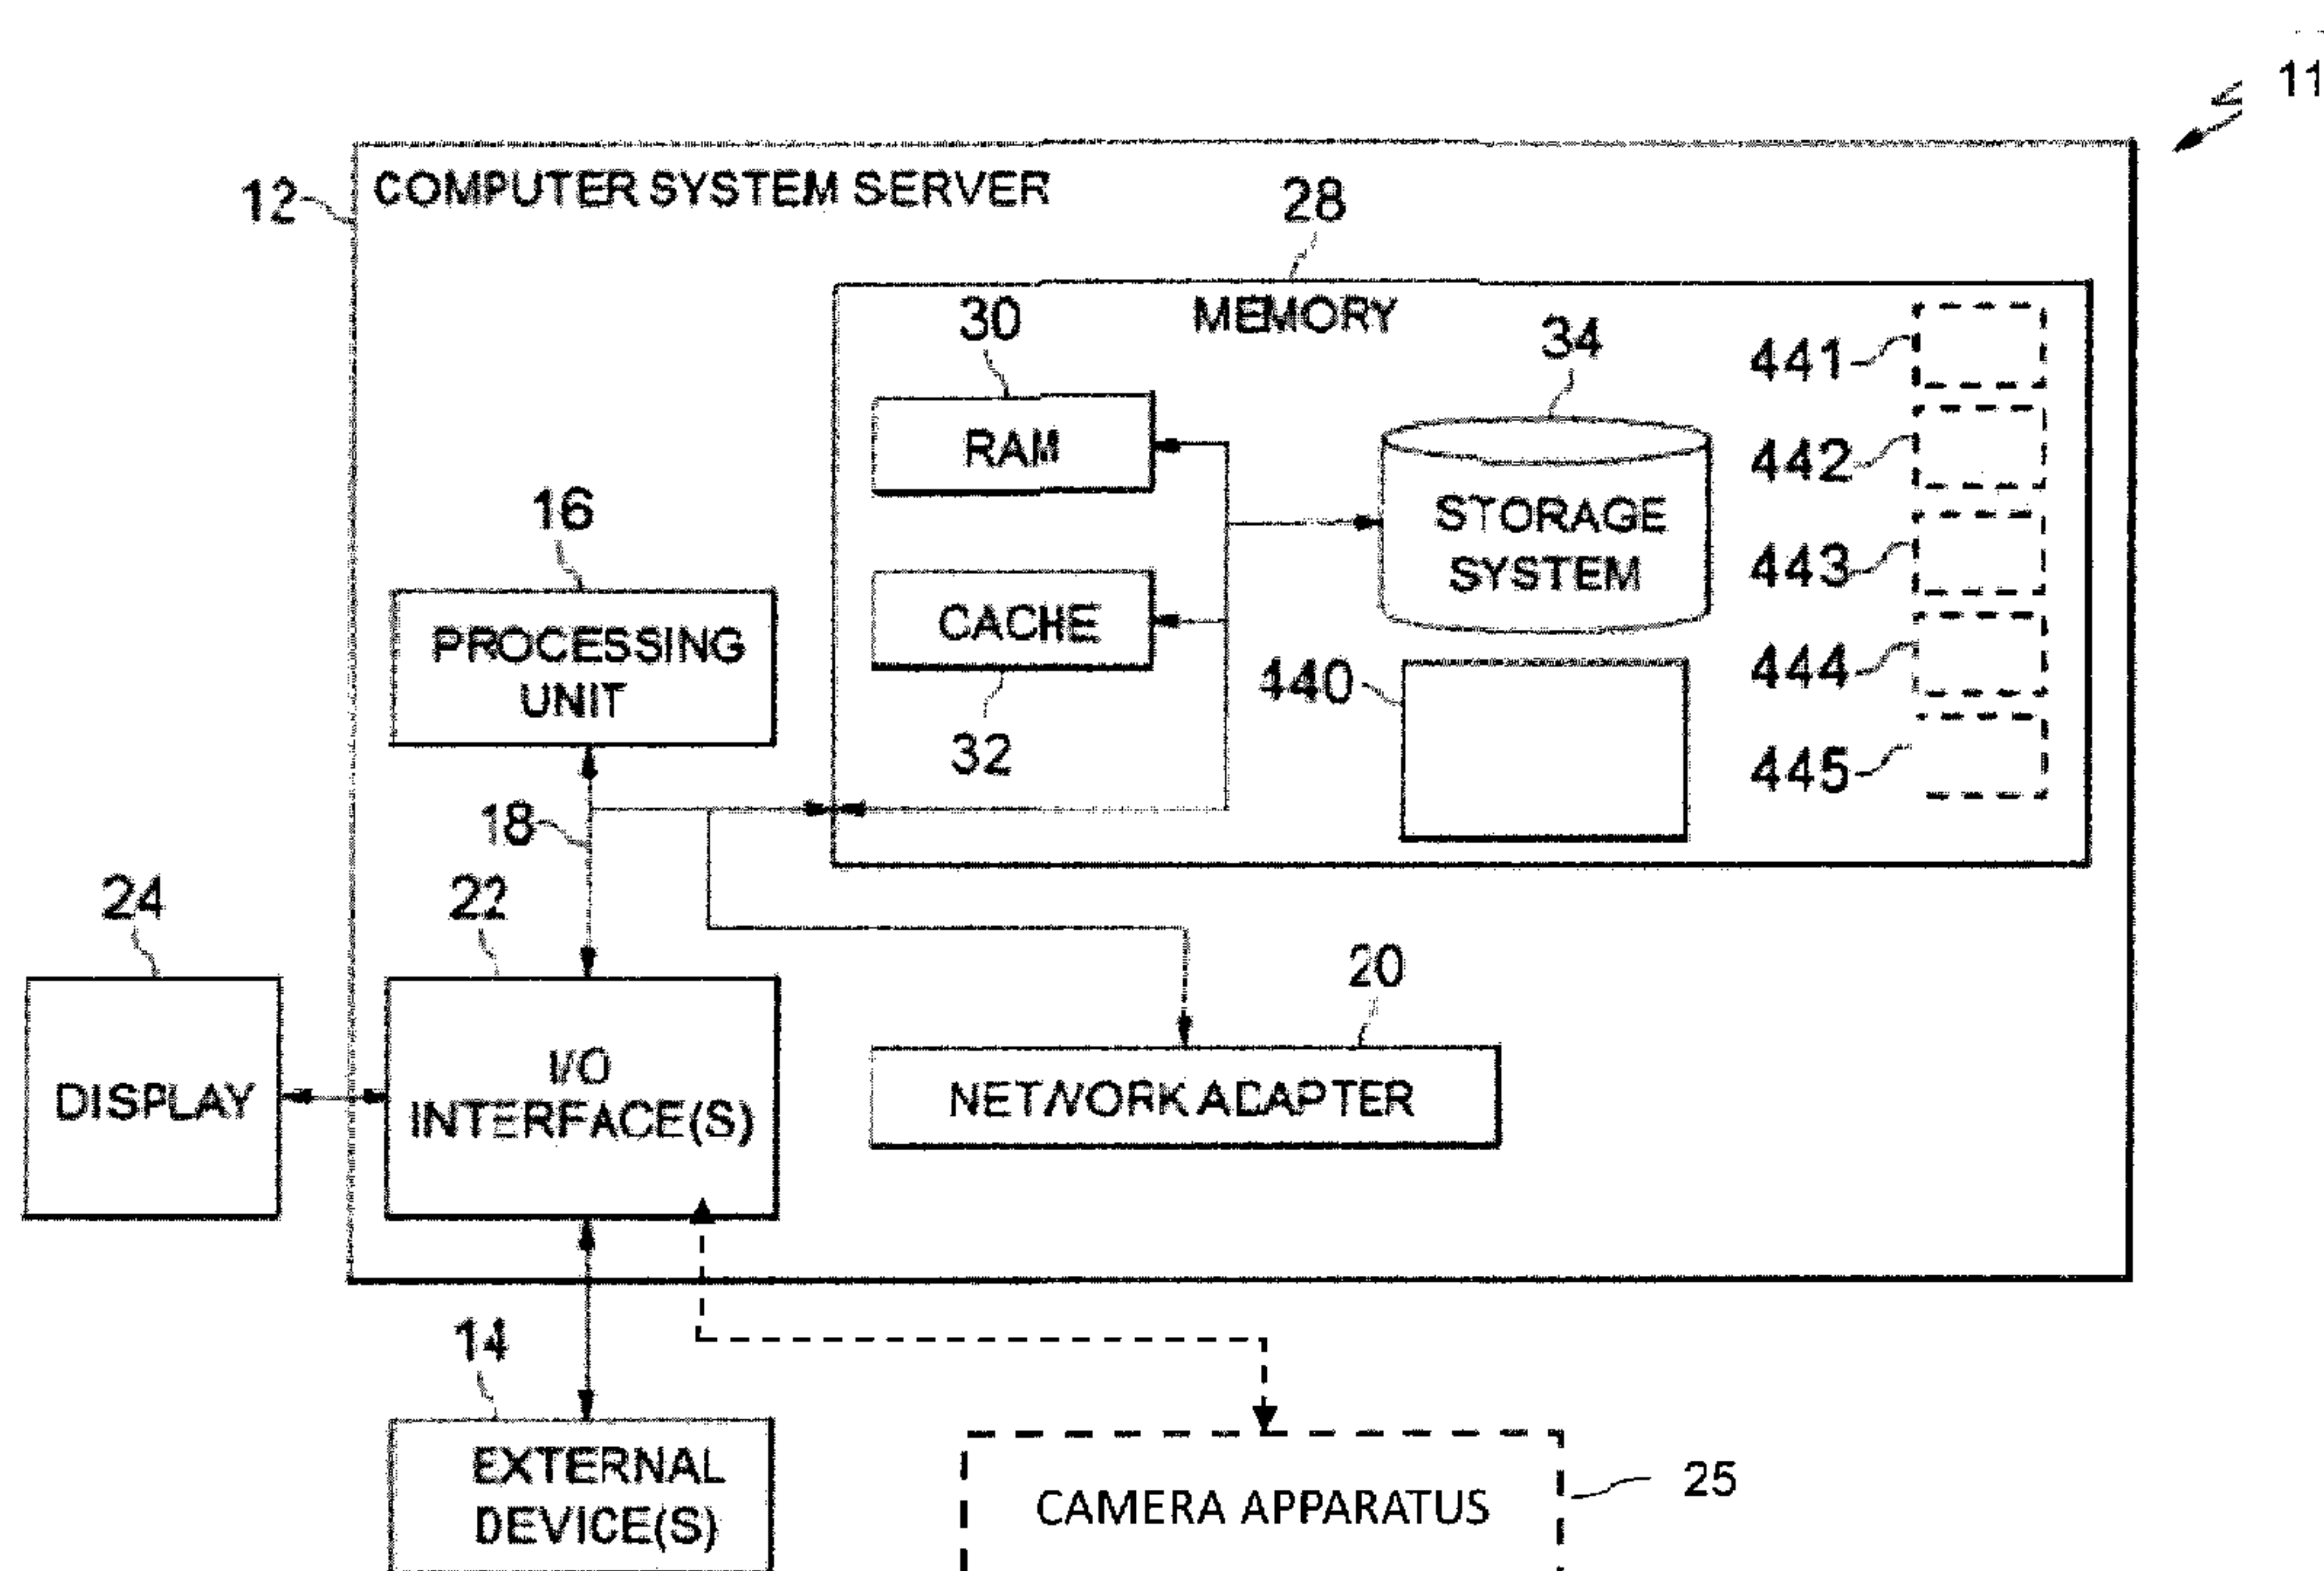 11
12
COMPUTER SYSTEM SERVER
28
MEMORY
30
34
441
RAM
442
16
STORAGE
SYSTEM
443
CACHE
PROCESSING
UNIT
440
444
32
445
18
24
22
20
I/O
INTERFACE(S)
DISPLAY
NETWORK ADAPTER
14
EXTERNAL
DEVICE(S)
CAMERA APPARATUS
25